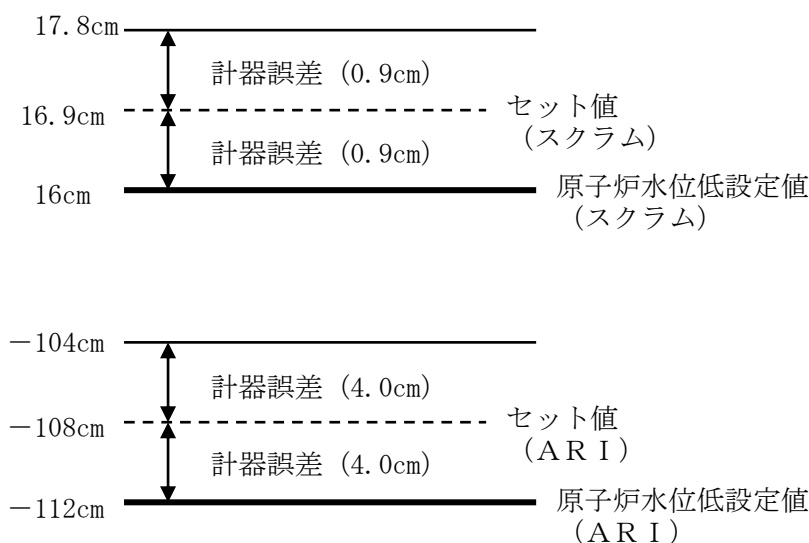 17.8cm
計器誤差 (0.9cm)
16.9cm
セット値
（スクラム）
計器誤差 (0.9cm)
16cm
原子炉水位低設定値
（スクラム）
－104cm
計器誤差 (4.0cm)
－108cm
セット値
（ＡＲＩ）
計器誤差 (4.0cm)
－112cm
原子炉水位低設定値
（ＡＲＩ）